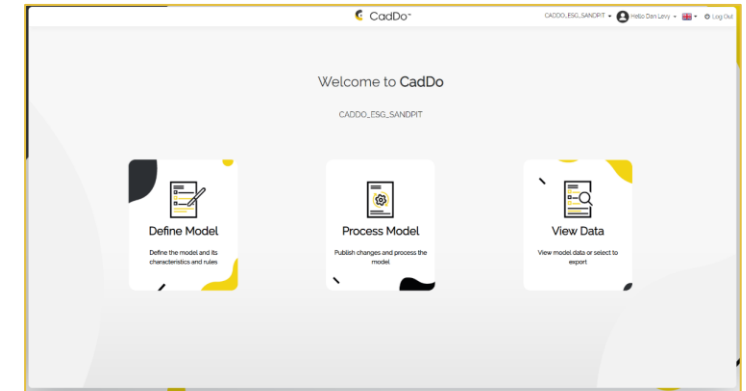 CadDo™
CADDO_ESG_SANDPIT
Hello Dan Levy
Log Out
Welcome to CadDo
CADDO_ESG_SANDPIT
Define Model
Define the model and its
characteristics and rules
Process Model
Publish changes and process the
model
View Data
View model data or select to
export